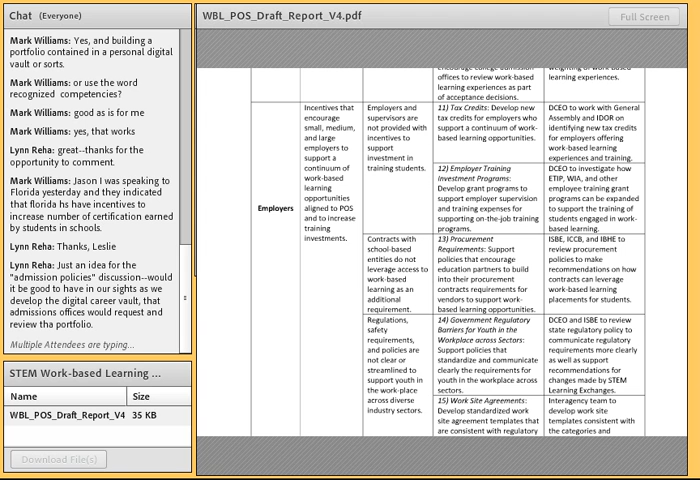 Chat (Everyone)
Mark Williams: Yes, and building a
portfolio contained in a personal digital
vault or sorts.
Mark Williams: or use the word
recognized competencies?
Mark Williams: good as is for me
Mark Williams: yes, that works
Lynn Reha: great--thanks for the
opportunity to comment.
Mark Williams: Jason I was speaking to
Florida yesterday and they indicated
that florida hs have incentives to
increase number of certification earned
by students in schools.
Lynn Reha: Thanks, Leslie
Lynn Reha: Just an idea for the
"admission policies" discussion--would
it be good to have in our sights as we
develop the digital career vault, that
admissions offices would request and
review tha portfolio.
Multiple Attendees are typing...
STEM Work-based Learning ...
Name Size
WBL_POS_Draft_Report_V4 35 KB
Download File(s)
WBL_POS_Draft_Report_V4.pdf
Full Screen
encourage college admission
offices to review work-based
learning experiences as part
of acceptance decisions.
weighting of work-based
learning experiences.
Employers
Incentives that
encourage
small, medium,
and large
employers to
support a
continuum of
work-based
learning
opportunities
aligned to POS
and to increase
training
investments.
Employers and
supervisors are
not provided with
incentives to
support
investment in
training students.
11) Tax Credits: Develop new
tax credits for employers who
support a continuum of work-
based learning opportunities.
DCEO to work with General
Assembly and IDOR on
identifying new tax credits
for employers offering
work-based learning
experiences and training.
12) Employer Training
Investment Programs:
Develop grant programs to
support employer supervision
and training expenses for
supporting on-the-job training
programs.
DCEO to investigate how
ETIP, WIA, and other
employee training grant
programs can be expanded
to support the training of
students engaged in work-
based learning.
Contracts with
school-based
entities do not
leverage access to
work-based
learning as an
additional
requirement.
13) Procurement
Requirements: Support
policies that encourage
education partners to build
into their procurement
contracts requirements for
vendors to support work-
based learning opportunities.
ISBE, ICCB, and IBHE to
review procurement
policies to make
recommendations on how
contracts can leverage
work-based learning
placements for students.
Regulations,
safety
requirements,
and policies are
not clear or
streamlined to
support youth in
the work-place
across diverse
industry sectors.
14) Government Regulatory
Barriers for Youth in the
Workplace across Sectors:
Support policies that
standardize and communicate
clearly the requirements for
youth in the workplace across
sectors.
DCEO and ISBE to review
state regulatory policy to
communicate regulatory
requirements more clearly
as well as support
recommendations for
changes made by STEM
Learning Exchanges.
15) Work Site Agreements:
Develop standardized work
site agreement templates that
are consistent with regulatory
Interagency team to
develop work site
templates consistent with
the categories and